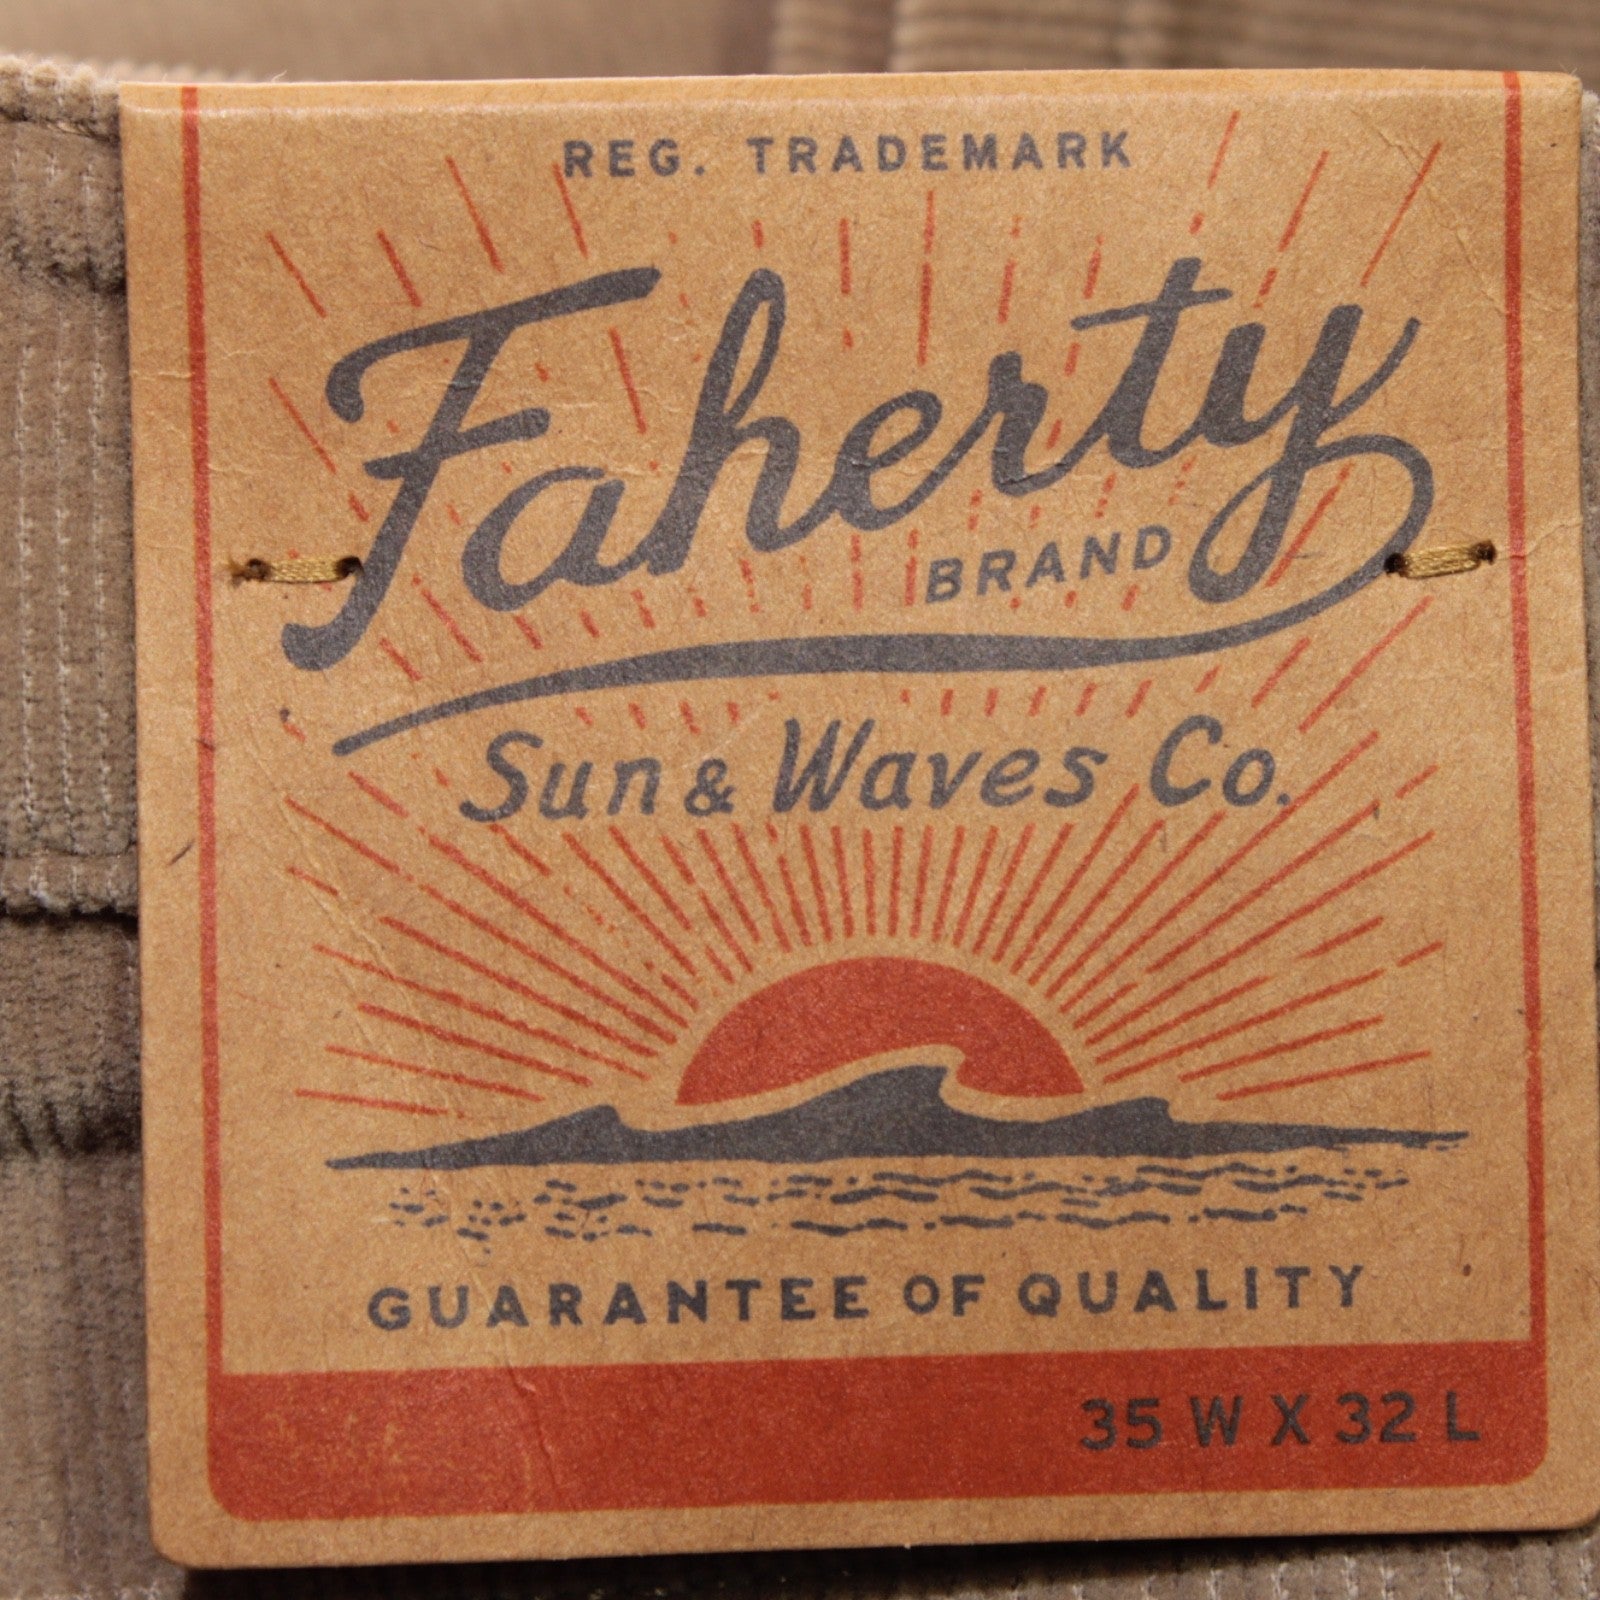 REG. TRADEMARK
Faherty
BRAND
Sun & Waves Co.
GUARANTEE OF QUALITY
35 W X 32 L